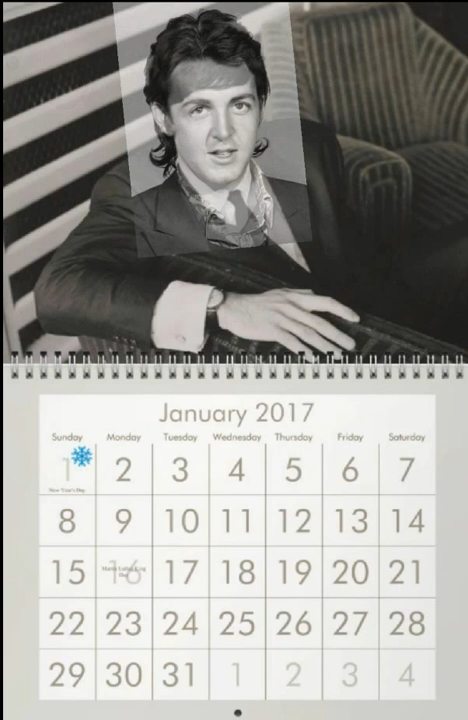 January 2017
Sunday Monday Tuesday Wednesday Thursday Friday Saturday
1 2 3 4 5 6 7
New Year's Day
8 9 10 11 12 13 14
15 16 17 18 19 20 21
Martin Luther King
Day
22 23 24 25 26 27 28
29 30 31 1 2 3 4